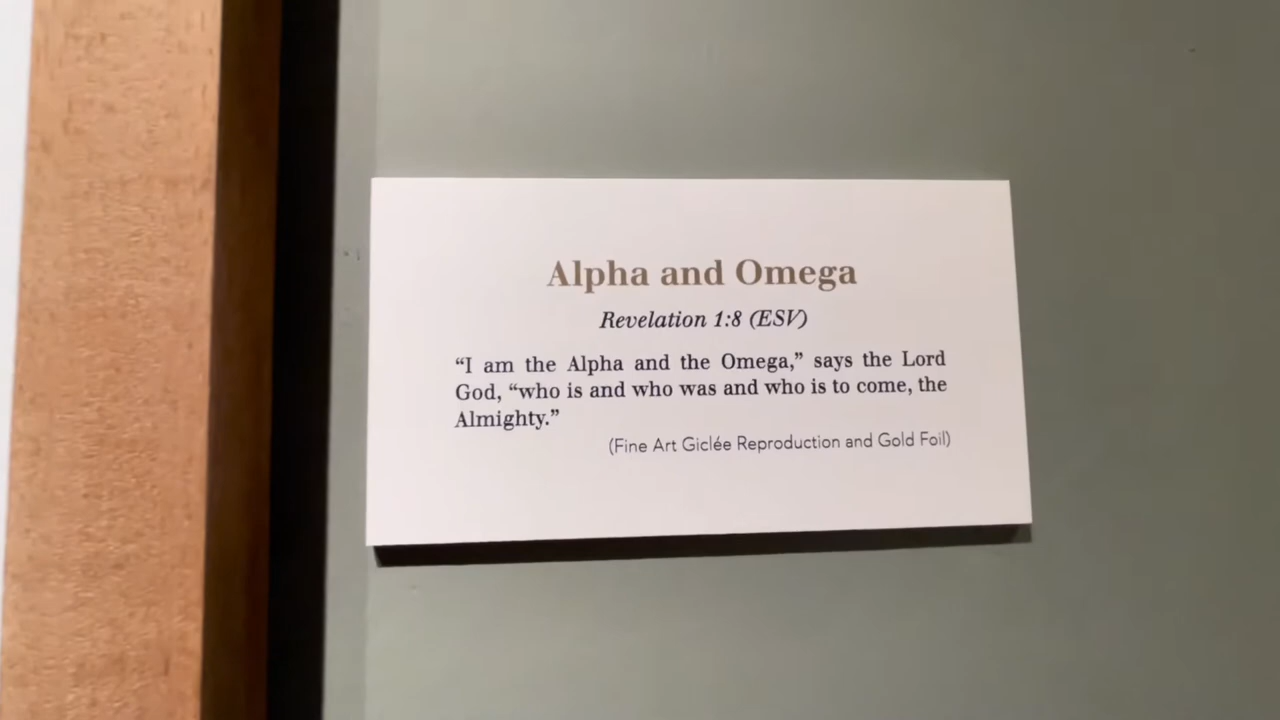 Alpha and Omega
Revelation 1:8 (ESV)
“I am the Alpha and the Omega,” says the Lord
God, “who is and who was and who is to come, the
Almighty.”
(Fine Art Giclée Reproduction and Gold Foil)